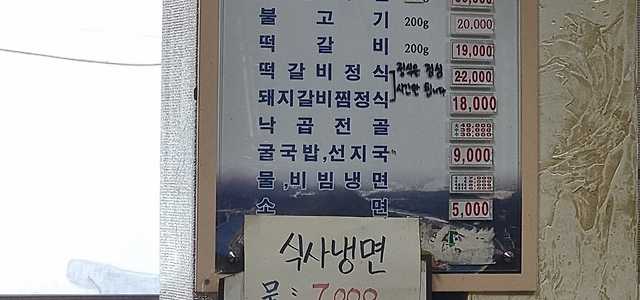 불 고 기 200g 20,000
떡 갈 비 200g 19,000
떡갈비정식 정식은 점심 22,000
돼지갈비찜정식 시간만 됩니다 18,000
낙 곱 전 골
굴국밥,선지국 9,000
물,비빔냉면
소 면 5,000
식사냉면
물 7,000